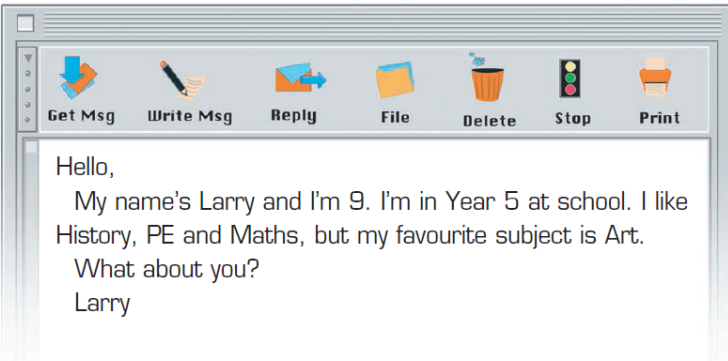 Get Msg Write Msg Reply File Delete Stop Print
Hello,
My name's Larry and I'm 9. I'm in Year 5 at school. I like
History, PE and Maths, but my favourite subject is Art.
What about you?
Larry